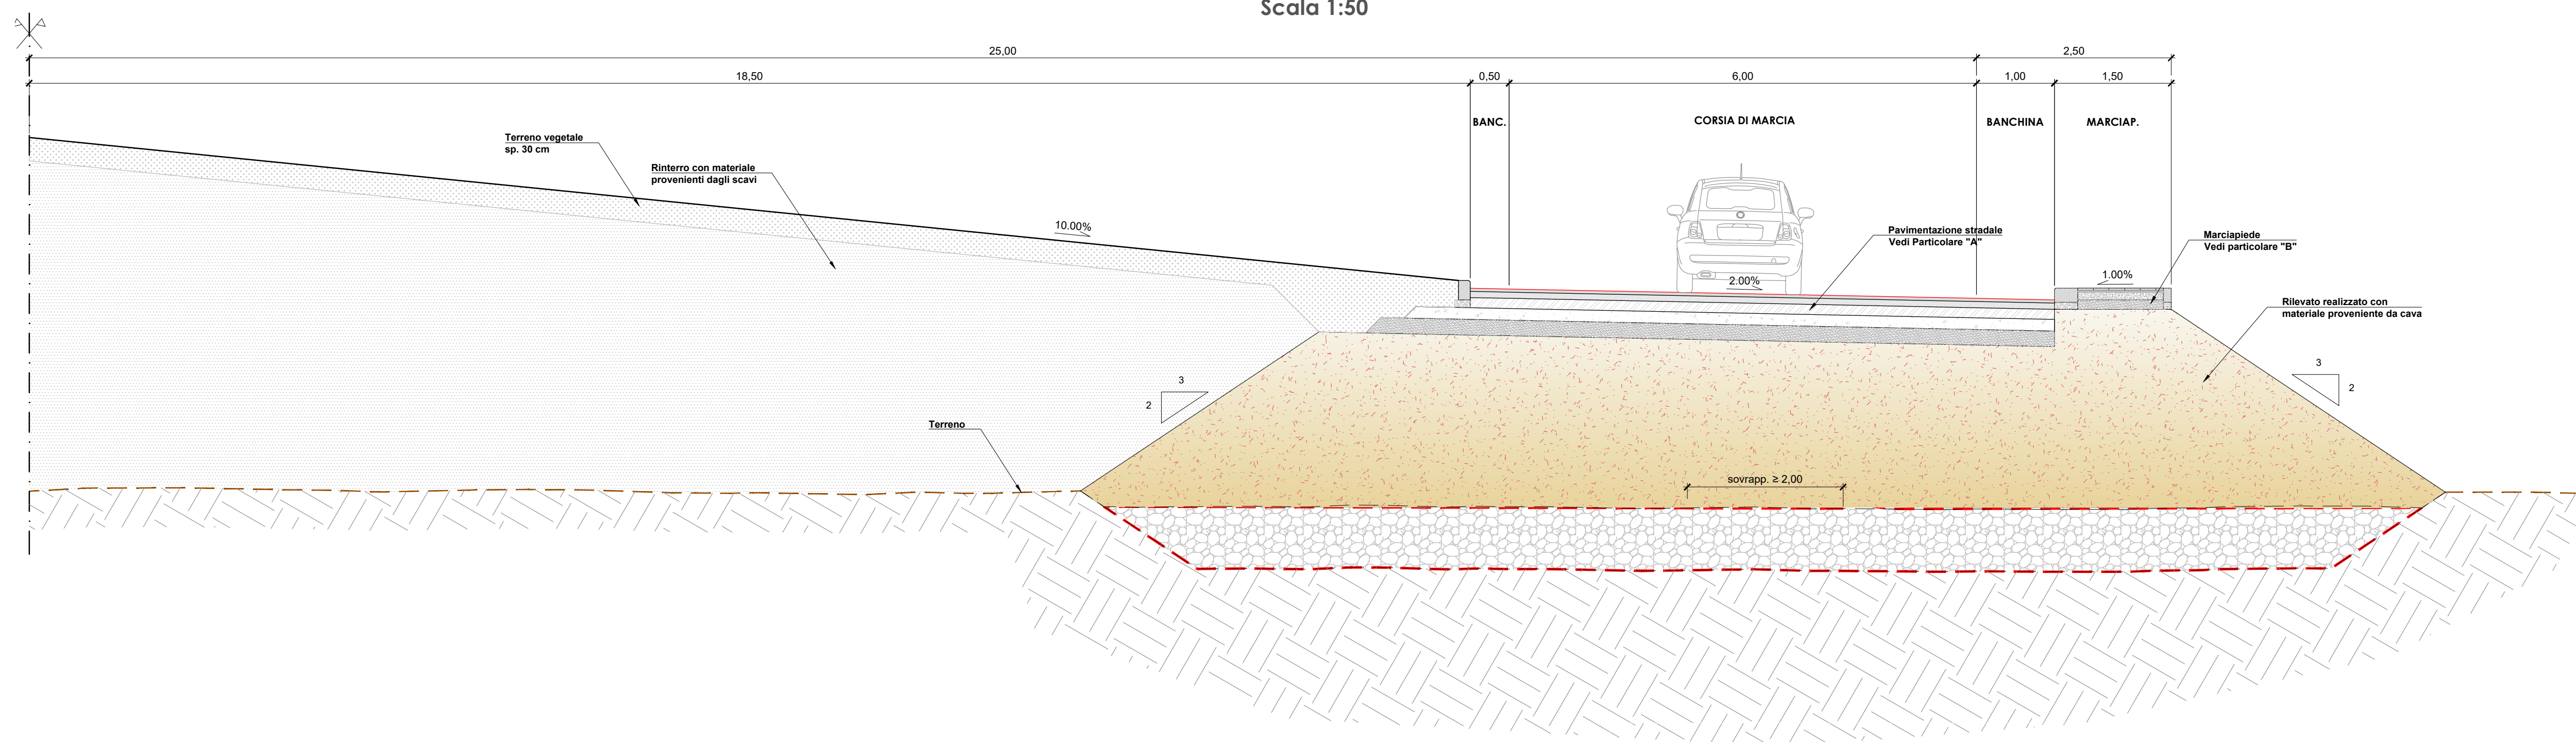 Scala 1:50
25,00
2,50
18,50
0,50
6,00
1,00
1,50
BANC.
CORSIA DI MARCIA
BANCHINA
MARCIAP.
Terreno vegetale
sp. 30 cm
Rinterro con materiale
provenienti dagli scavi
10.00%
Pavimentazione stradale
Vedi Particolare "A"
Marciapiede
Vedi particolare "B"
2.00%
1.00%
Rilevato realizzato con
materiale proveniente da cava
3
2
3
2
Terreno
sovrapp. ≥ 2,00